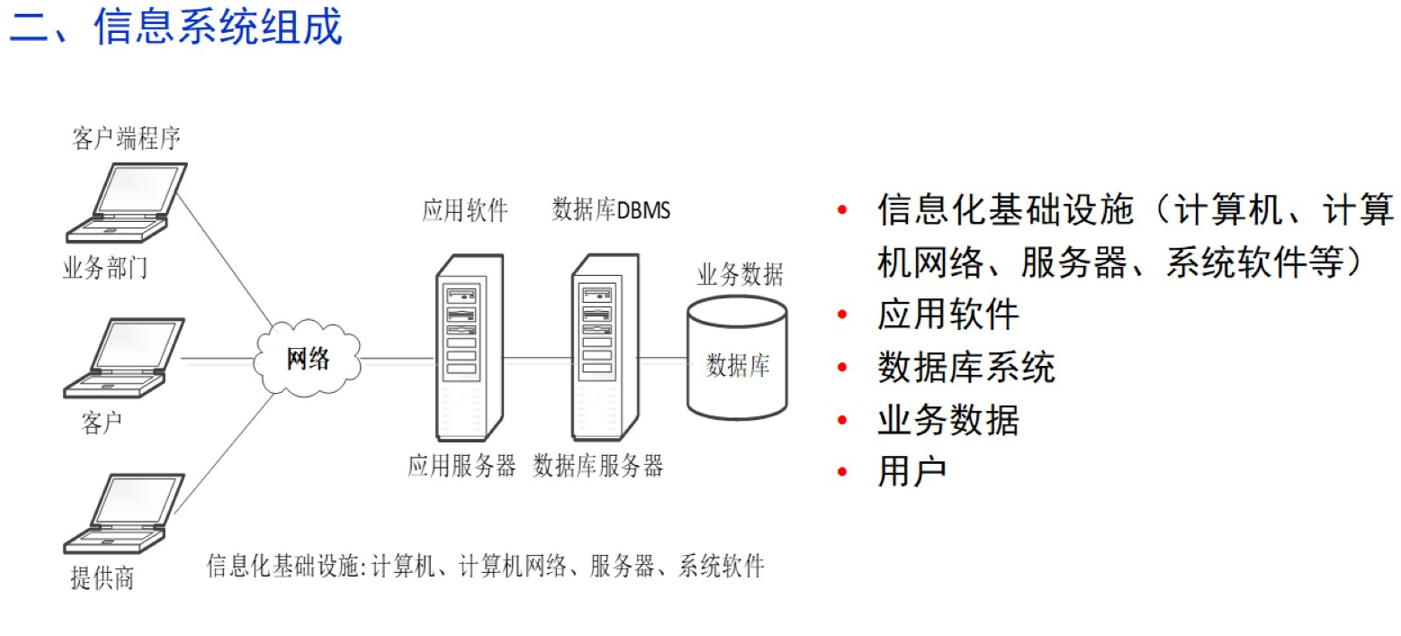 二、信息系统组成
客户端程序
业务部门
客户
提供商
网络
应用软件
应用服务器
数据库DBMS
数据库服务器
业务数据
数据库
信息化基础设施:计算机、计算机网络、服务器、系统软件
• 信息化基础设施（计算机、计算
机网络、服务器、系统软件等）
• 应用软件
• 数据库系统
• 业务数据
• 用户